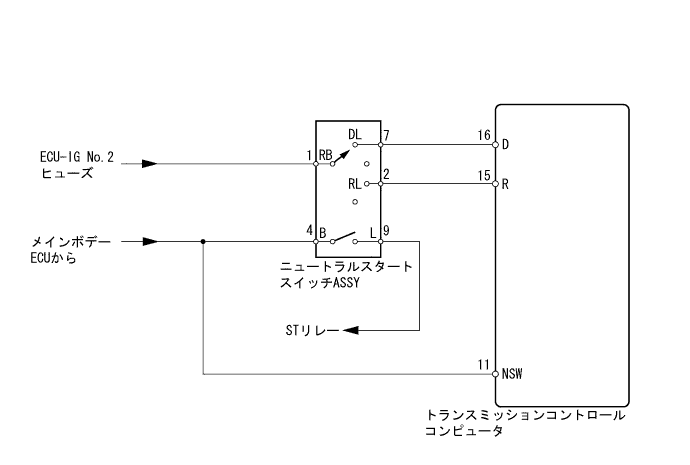 DL
7
16
D
ECU-IG No.2
ヒューズ
1
RB
RL
2
15
R
メインボデー
ECUから
4
B
L
9
ニュートラルスタート
スイッチASSY
STリレー
11
NSW
トランスミッションコントロール
コンピュータ